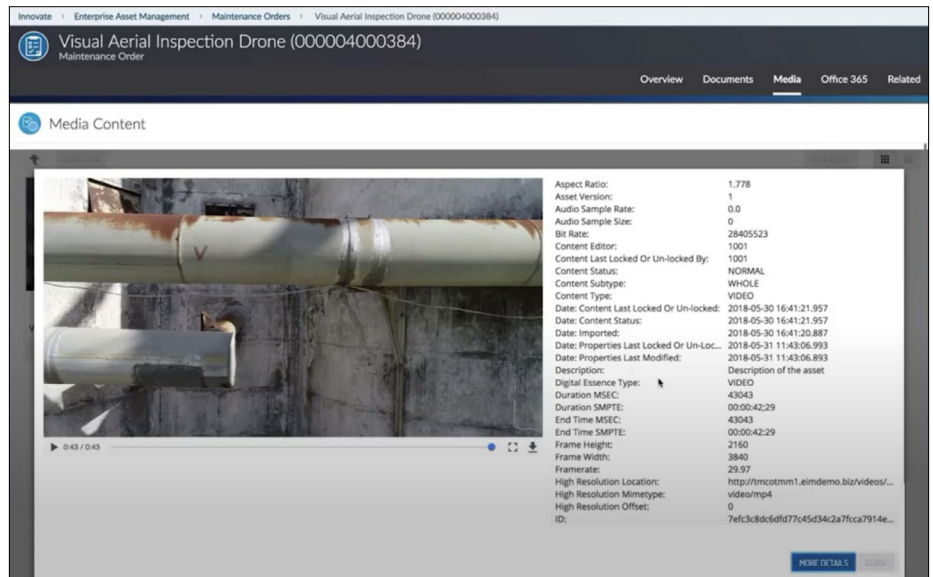 Innovate > Enterprise Asset Management > Maintenance Orders > Visual Aerial Inspection Drone (000004000384)
Visual Aerial Inspection Drone (000004000384)
Maintenance Order
Overview Documents Media Office 365 Related
Media Content
V
Aspect Ratio: 1.778
Asset Version: 1
Audio Sample Rate: 0.0
Audio Sample Size: 0
Bit Rate: 28405523
Content Editor: 1001
Content Last Locked Or Un-locked By: 1001
Content Status: NORMAL
Content Subtype: WHOLE
Content Type: VIDEO
Date: Content Last Locked Or Un-locked: 2018-05-30 16:41:21.957
Date: Content Status: 2018-05-30 16:41:21.957
Date: Imported: 2018-05-30 16:41:20.887
Date: Properties Last Locked Or Un-Loc... 2018-05-31 11:43:06.993
Date: Properties Last Modified: 2018-05-31 11:43:06.893
Description: Description of the asset
Digital Essence Type: VIDEO
Duration MSEC: 43043
Duration SMPTE: 00:00:42;29
End Time MSEC: 43043
End Time SMPTE: 00:00:42:29
0:43 / 0:43
Frame Height: 2160
Frame Width: 3840
Framerate: 29.97
High Resolution Location: http://tmcotmm1.eimdemo.biz/videos/...
High Resolution Mimetype: video/mp4
High Resolution Offset: 0
ID: 7efc3c8dc6dfd77c45d34c2a7fcca7914e...
MORE DETAILS CLOSE